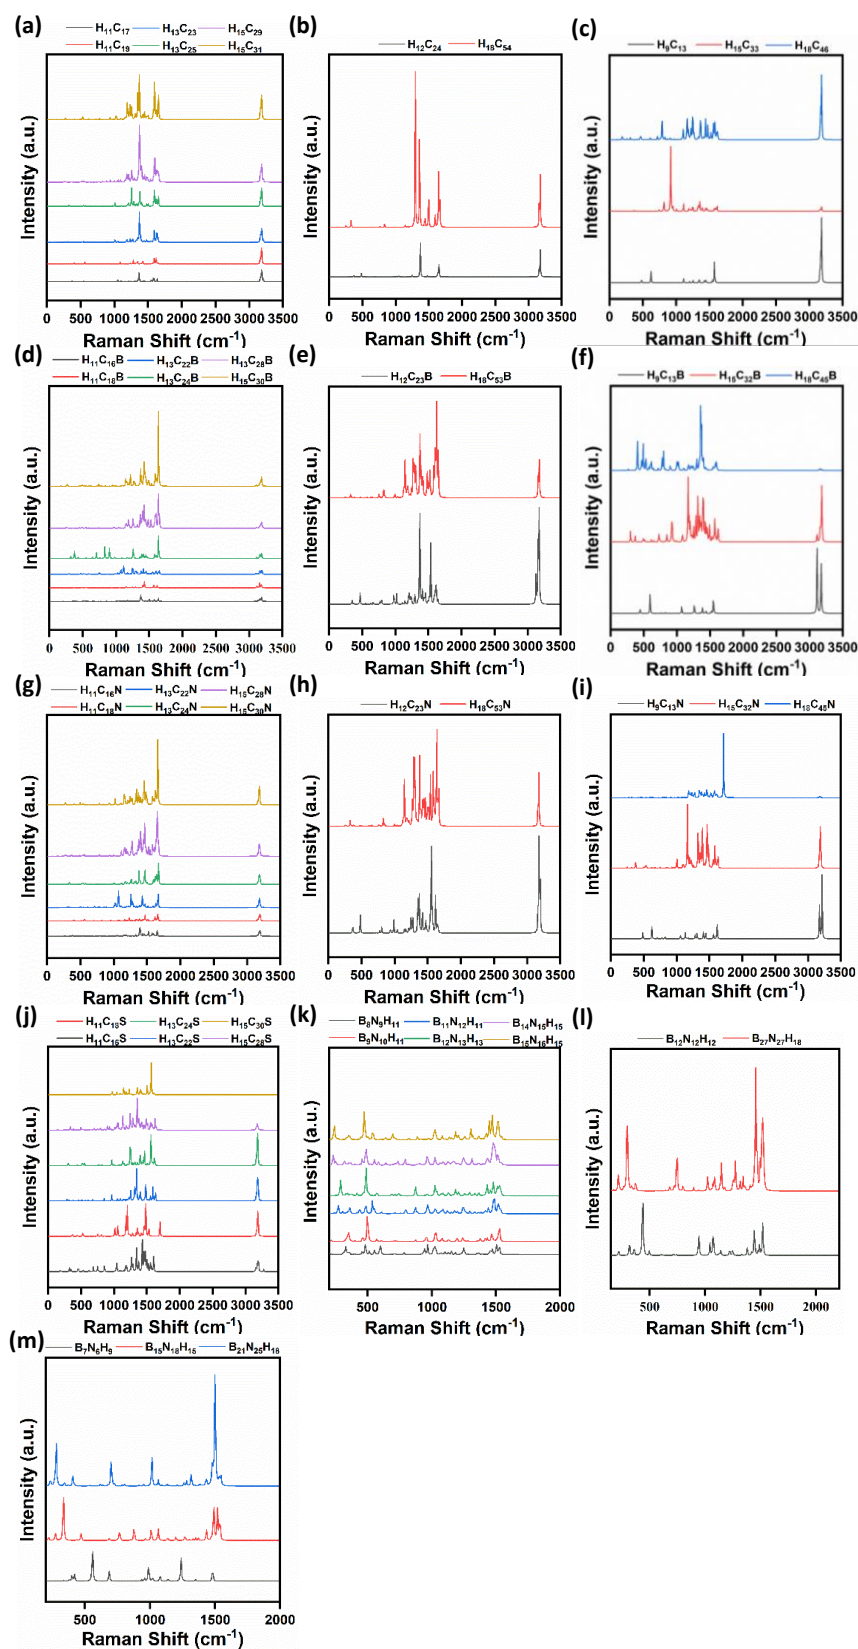 (a) (b) (c)
H₁₁C₁₇ H₁₃C₂₃ H₁₅C₂₉
H₁₁C₁₉ H₁₃C₂₅ H₁₅C₃₁
H₁₂C₂₄ H₁₈C₅₄
H₉C₁₃ H₁₅C₃₃ H₁₈C₄₆
Intensity (a.u.) Intensity (a.u.) Intensity (a.u.)
0 500 1000 1500 2000 2500 3000 3500
0 500 1000 1500 2000 2500 3000 3500
0 500 1000 1500 2000 2500 3000 3500
Raman Shift (cm⁻¹) Raman Shift (cm⁻¹) Raman Shift (cm⁻¹)
(d) (e) (f)
H₁₁C₁₆B H₁₃C₂₂B H₁₃C₂₈B
H₁₁C₁₈B H₁₃C₂₄B H₁₅C₃₀B
H₁₂C₂₃B H₁₈C₅₃B
H₉C₁₃B H₁₅C₃₂B H₁₈C₄₅B
Intensity (a.u.) Intensity (a.u.) Intensity (a.u.)
0 500 1000 1500 2000 2500 3000 3500
0 500 1000 1500 2000 2500 3000 3500
0 500 1000 1500 2000 2500 3000 3500
Raman Shift (cm⁻¹) Raman Shift (cm⁻¹) Raman Shift (cm⁻¹)
(g) (h) (i)
H₁₁C₁₆N H₁₃C₂₂N H₁₅C₂₈N
H₁₁C₁₈N H₁₃C₂₄N H₁₅C₃₀N
H₁₂C₂₃N H₁₈C₅₃N
H₉C₁₃N H₁₅C₃₂N H₁₈C₄₅N
Intensity (a.u.) Intensity (a.u.) Intensity (a.u.)
0 500 1000 1500 2000 2500 3000 3500
0 500 1000 1500 2000 2500 3000 3500
0 500 1000 1500 2000 2500 3000 3500
Raman Shift (cm⁻¹) Raman Shift (cm⁻¹) Raman Shift (cm⁻¹)
(j) (k) (l)
H₁₁C₁₈S H₁₃C₂₄S H₁₅C₃₀S
H₁₁C₁₆S H₁₃C₂₂S H₁₅C₂₈S
B₈N₉H₁₁ B₁₁N₁₂H₁₁ B₁₄N₁₅H₁₅
B₉N₁₀H₁₁ B₁₂N₁₃H₁₃ B₁₅N₁₆H₁₅
B₁₂N₁₂H₁₂ B₂₇N₂₇H₁₈
Intensity (a.u.) Intensity (a.u.) Intensity (a.u.)
0 500 1000 1500 2000 2500 3000 3500
500 1000 1500 2000
500 1000 1500 2000
Raman Shift (cm⁻¹) Raman Shift (cm⁻¹) Raman Shift (cm⁻¹)
(m)
B₇N₆H₉ B₁₅N₁₈H₁₅ B₂₁N₂₅H₁₈
Intensity (a.u.)
500 1000 1500 2000
Raman Shift (cm⁻¹)